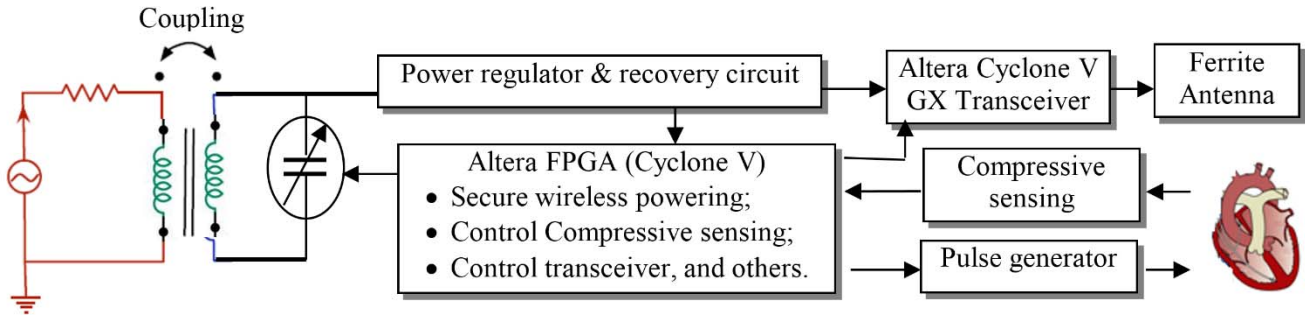 Coupling
Power regulator & recovery circuit
Altera Cyclone V
GX Transceiver
Ferrite
Antenna
Altera FPGA (Cyclone V)
• Secure wireless powering;
• Control Compressive sensing;
• Control transceiver, and others.
Compressive
sensing
Pulse generator